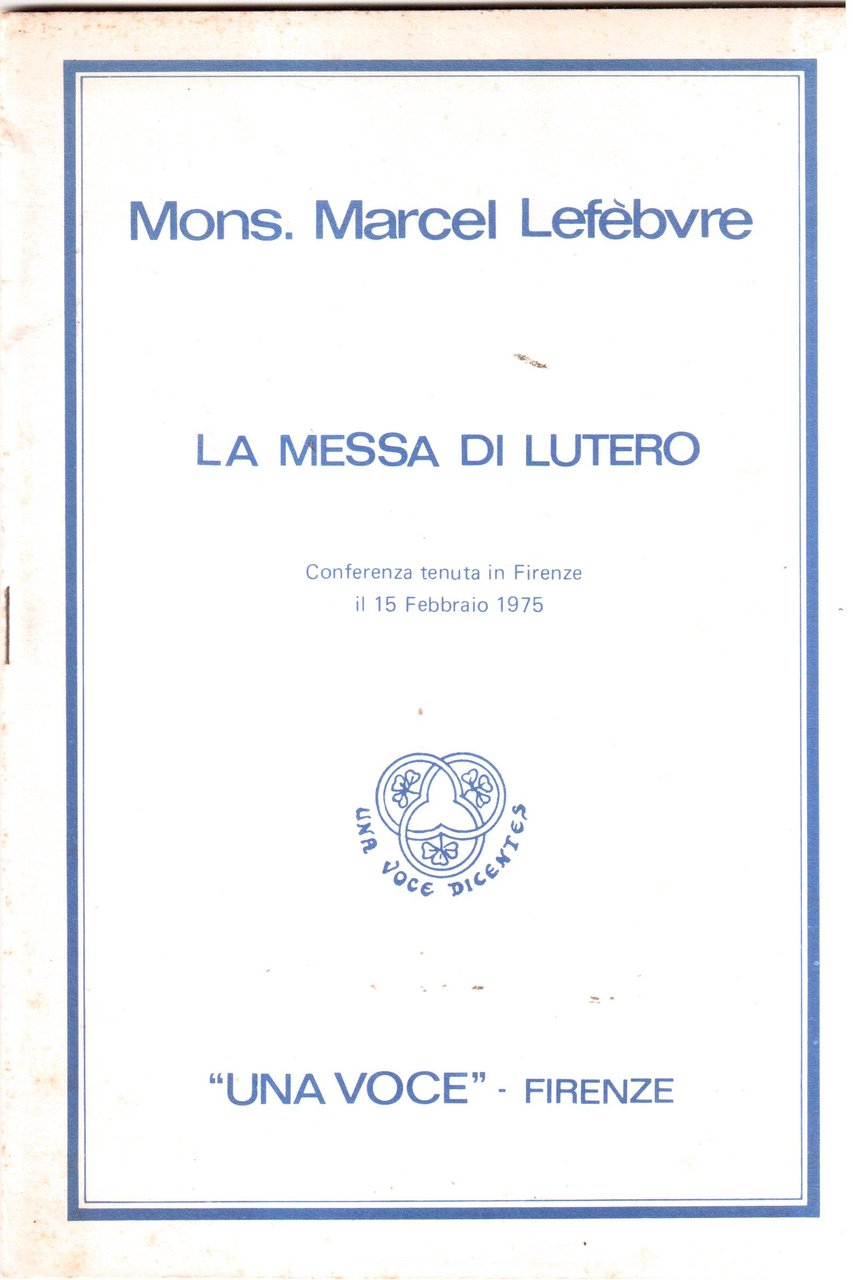 Mons. Marcel Lefèbvre
LA MESSA DI LUTERO
Conferenza tenuta in Firenze
il 15 Febbraio 1975
UNA VOCE DICENTES
“UNA VOCE” - FIRENZE